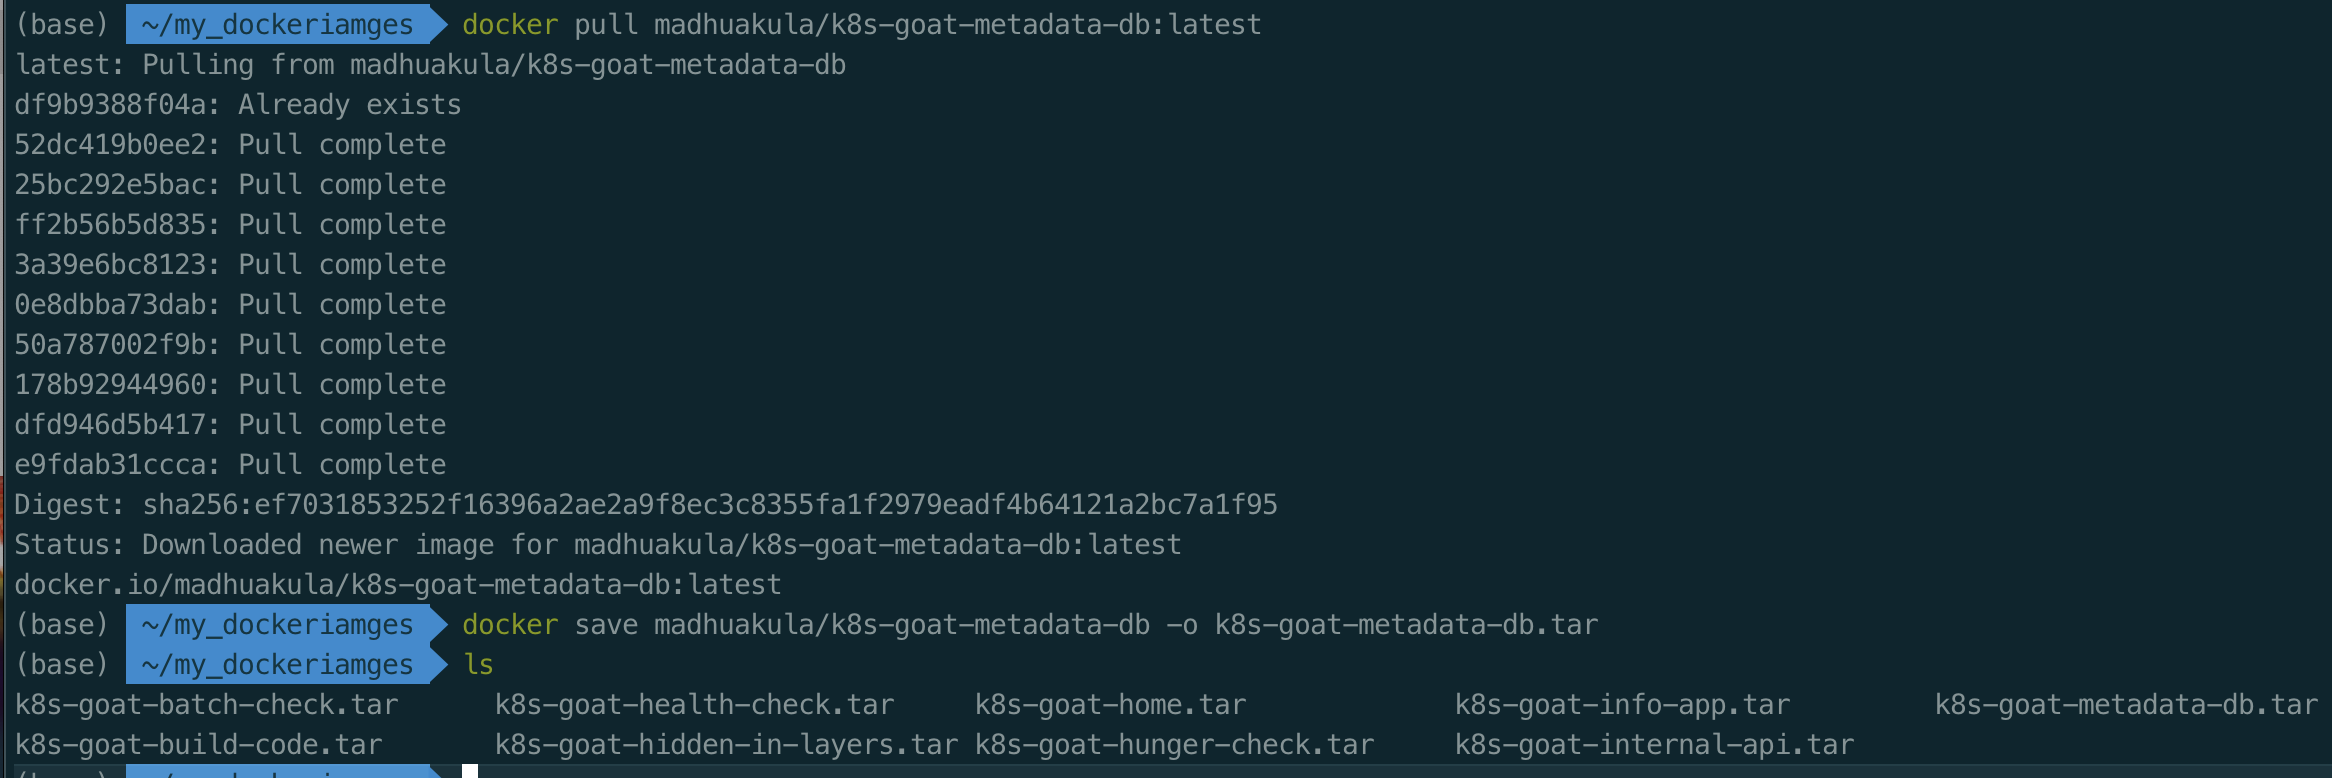 (base) ~/my_dockeriamges docker pull madhuakula/k8s-goat-metadata-db:latest
latest: Pulling from madhuakula/k8s-goat-metadata-db
df9b9388f04a: Already exists
52dc419b0ee2: Pull complete
25bc292e5bac: Pull complete
ff2b56b5d835: Pull complete
3a39e6bc8123: Pull complete
0e8dbba73dab: Pull complete
50a787002f9b: Pull complete
178b92944960: Pull complete
dfd946d5b417: Pull complete
e9fdab31ccca: Pull complete
Digest: sha256:ef7031853252f16396a2ae2a9f8ec3c8355fa1f2979eadf4b64121a2bc7a1f95
Status: Downloaded newer image for madhuakula/k8s-goat-metadata-db:latest
docker.io/madhuakula/k8s-goat-metadata-db:latest
(base) ~/my_dockeriamges docker save madhuakula/k8s-goat-metadata-db -o k8s-goat-metadata-db.tar
(base) ~/my_dockeriamges ls
k8s-goat-batch-check.tar k8s-goat-health-check.tar k8s-goat-home.tar k8s-goat-info-app.tar k8s-goat-metadata-db.tar
k8s-goat-build-code.tar k8s-goat-hidden-in-layers.tar k8s-goat-hunger-check.tar k8s-goat-internal-api.tar
(base) ~/my_dockeriamges